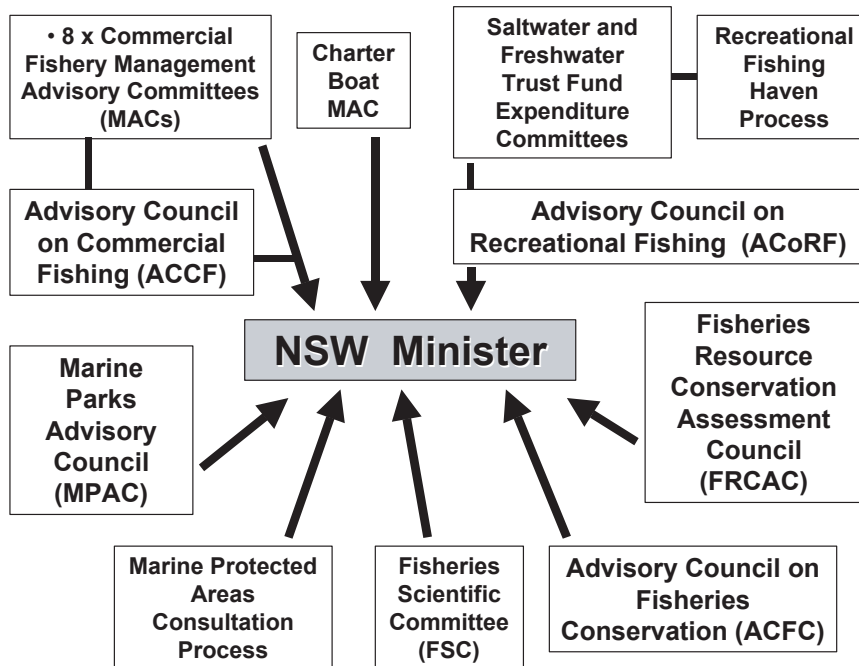 • 8 x Commercial
Fishery Management
Advisory Committees
(MACs)
Charter
Boat
MAC
Saltwater and
Freshwater
Trust Fund
Expenditure
Committees
Recreational
Fishing
Haven
Process
Advisory Council
on Commercial
Fishing (ACCF)
Advisory Council on
Recreational Fishing (ACoRF)
NSW Minister
Marine
Parks
Advisory
Council
(MPAC)
Fisheries
Resource
Conservation
Assessment
Council
(FRCAC)
Marine Protected
Areas
Consultation
Process
Fisheries
Scientific
Committee
(FSC)
Advisory Council on
Fisheries
Conservation (ACFC)